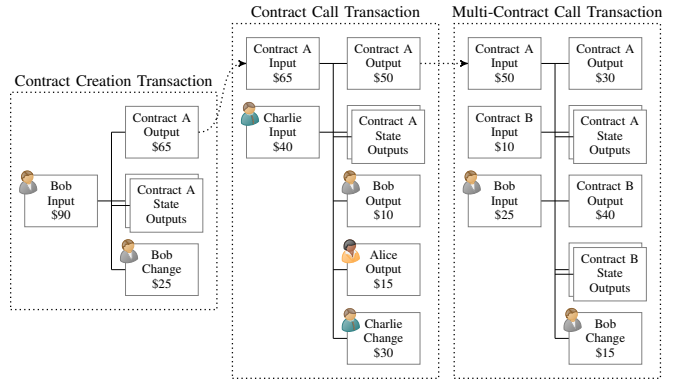 Contract Creation Transaction
Contract A
Output
$65
Bob
Input
$90
Contract A
State
Outputs
Bob
Change
$25
Contract Call Transaction
Contract A
Input
$65
Contract A
Output
$50
Charlie
Input
$40
Contract A
State
Outputs
Bob
Output
$10
Alice
Output
$15
Charlie
Change
$30
Multi-Contract Call Transaction
Contract A
Input
$50
Contract A
Output
$30
Contract B
Input
$10
Contract A
State
Outputs
Bob
Input
$25
Contract B
Output
$40
Contract B
State
Outputs
Bob
Change
$15